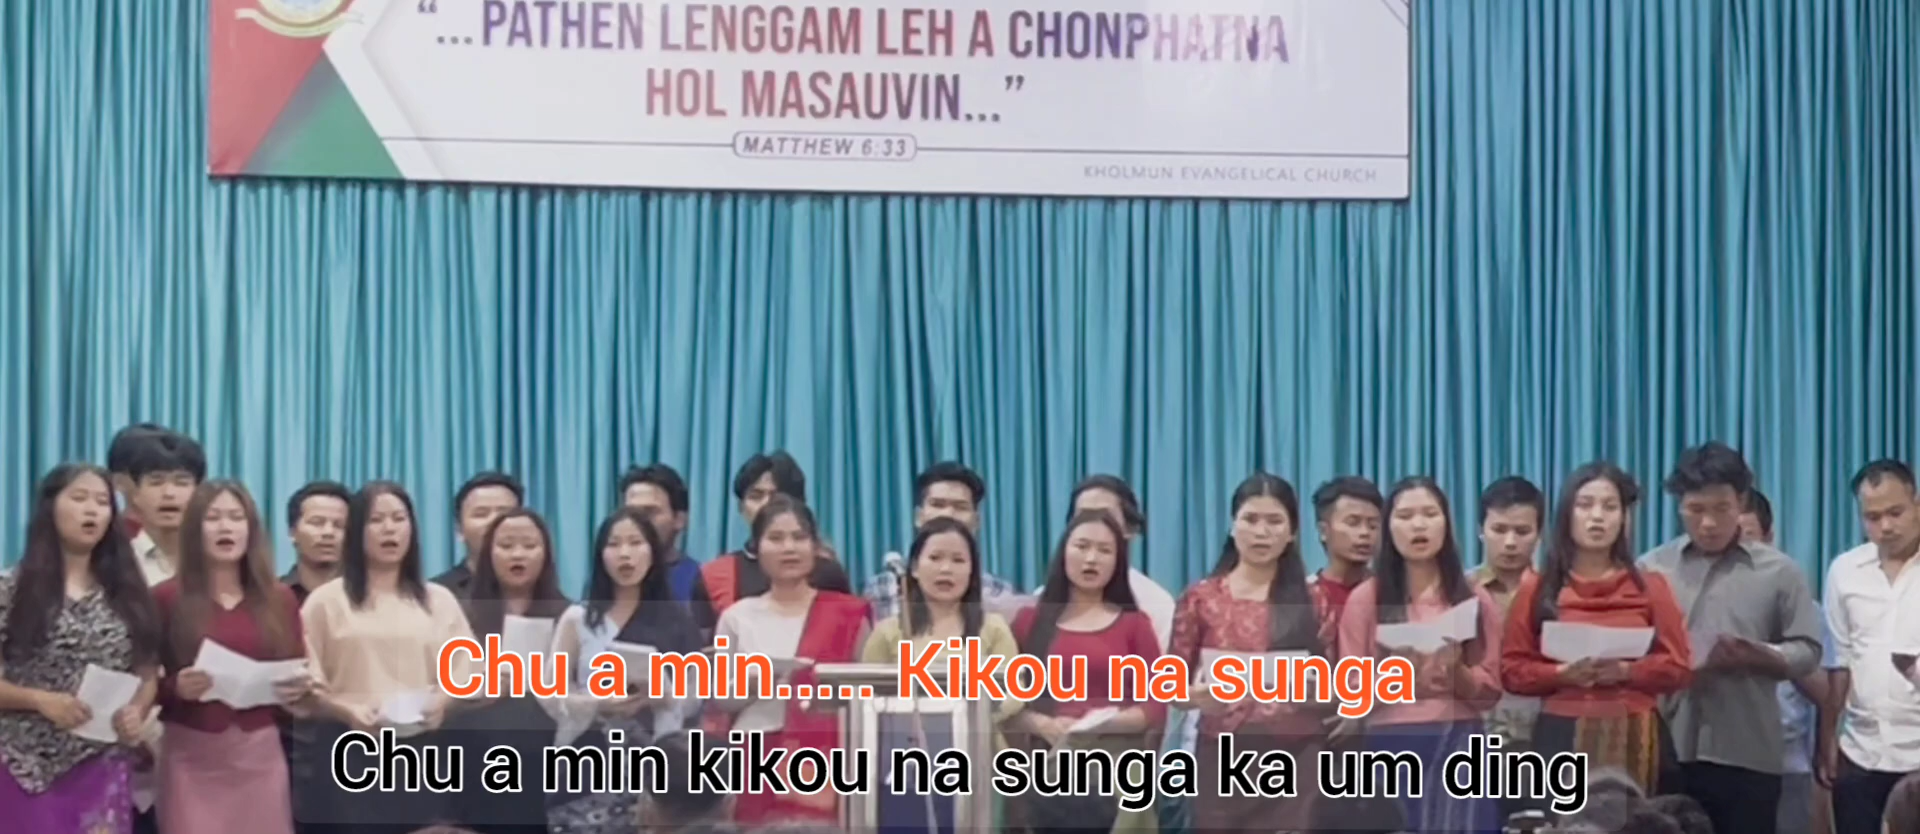 “...PATHEN LENGGAM LEH A CHONPHATNA
HOL MASAUVIN...”
MATTHEW 6:33
KHOLMUN EVANGELICAL CHURCH
Chu a min..... Kikou na sunga
Chu a min kikou na sunga ka um ding